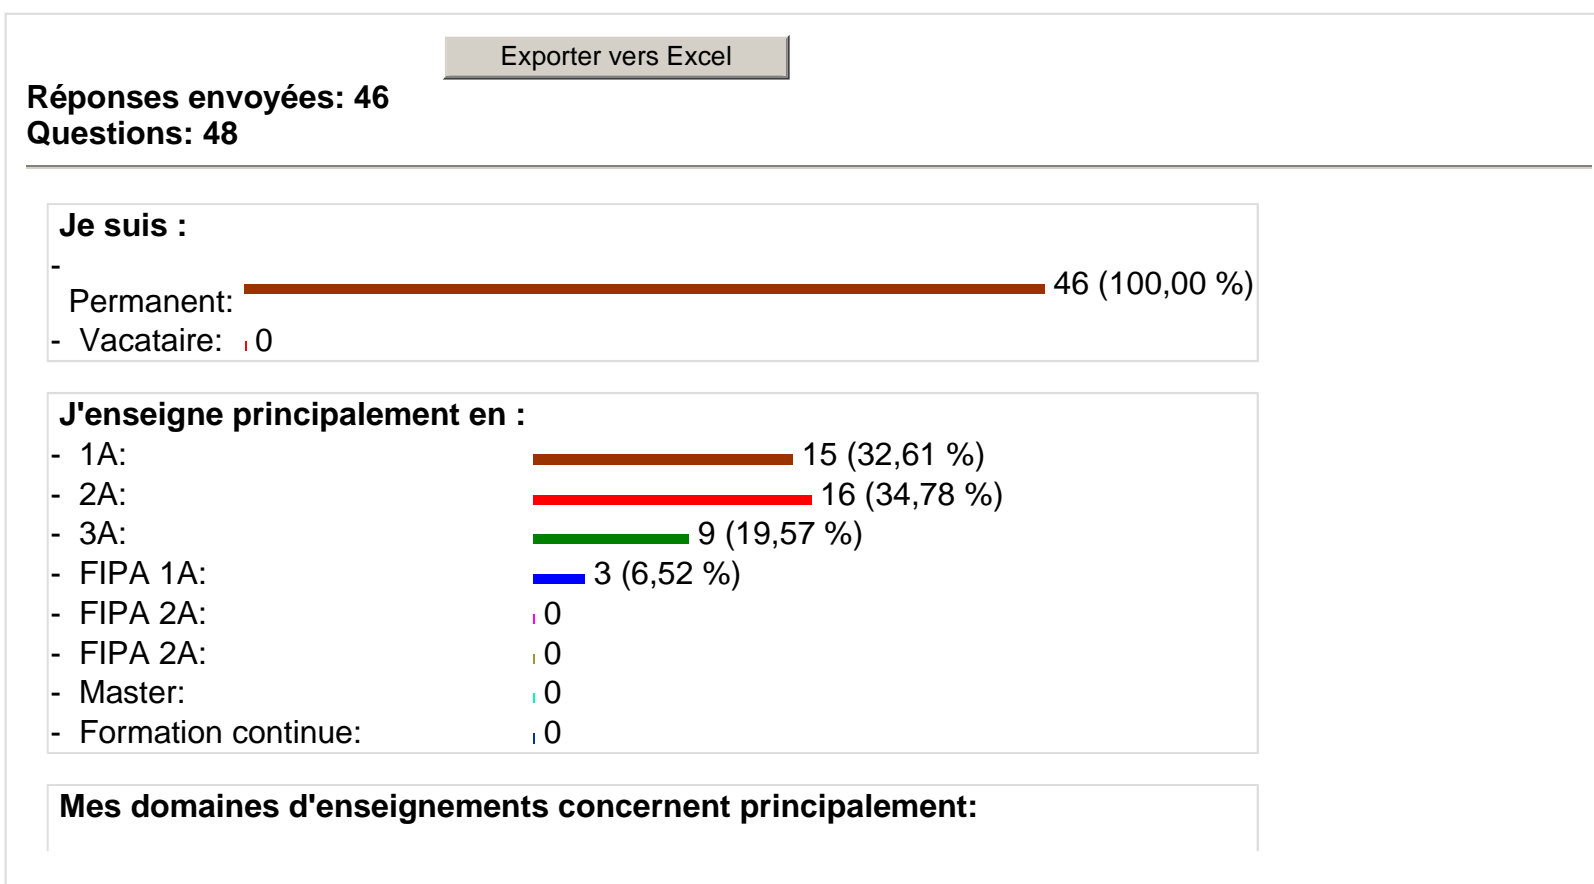 Exporter vers Excel
Réponses envoyées: 46
Questions: 48
Je suis :
-
Permanent: 46 (100,00 %)
- Vacataire: 0
J'enseigne principalement en :
- 1A: 15 (32,61 %)
- 2A: 16 (34,78 %)
- 3A: 9 (19,57 %)
- FIPA 1A: 3 (6,52 %)
- FIPA 2A: 0
- FIPA 2A: 0
- Master: 0
- Formation continue: 0
Mes domaines d'enseignements concernent principalement: